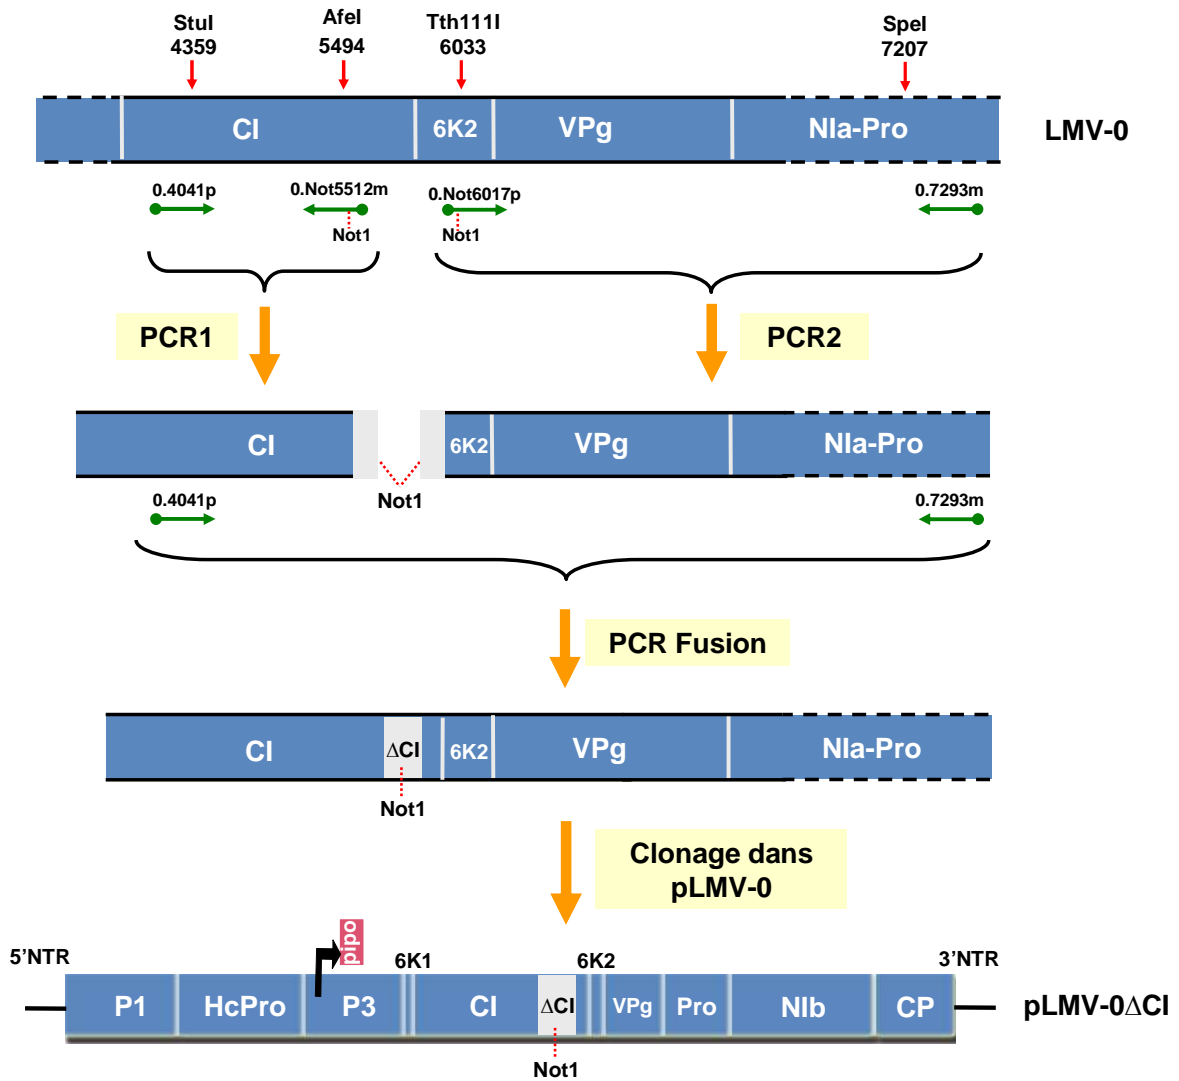 StuI AfeI Tth111I SpeI
4359 5494 6033 7207
CI 6K2 VPg NIa-Pro LMV-0
0.4041p 0.Not5512m 0.Not6017p 0.7293m
Not1 Not1
PCR1 PCR2
CI 6K2 VPg NIa-Pro
Not1
0.4041p 0.7293m
PCR Fusion
CI ΔCI 6K2 VPg NIa-Pro
Not1
Clonage dans
pLMV-0
pipo
5'NTR 6K1 6K2 3'NTR
P1 HcPro P3 CI ΔCI VPg Pro NIb CP pLMV-0ΔCI
Not1